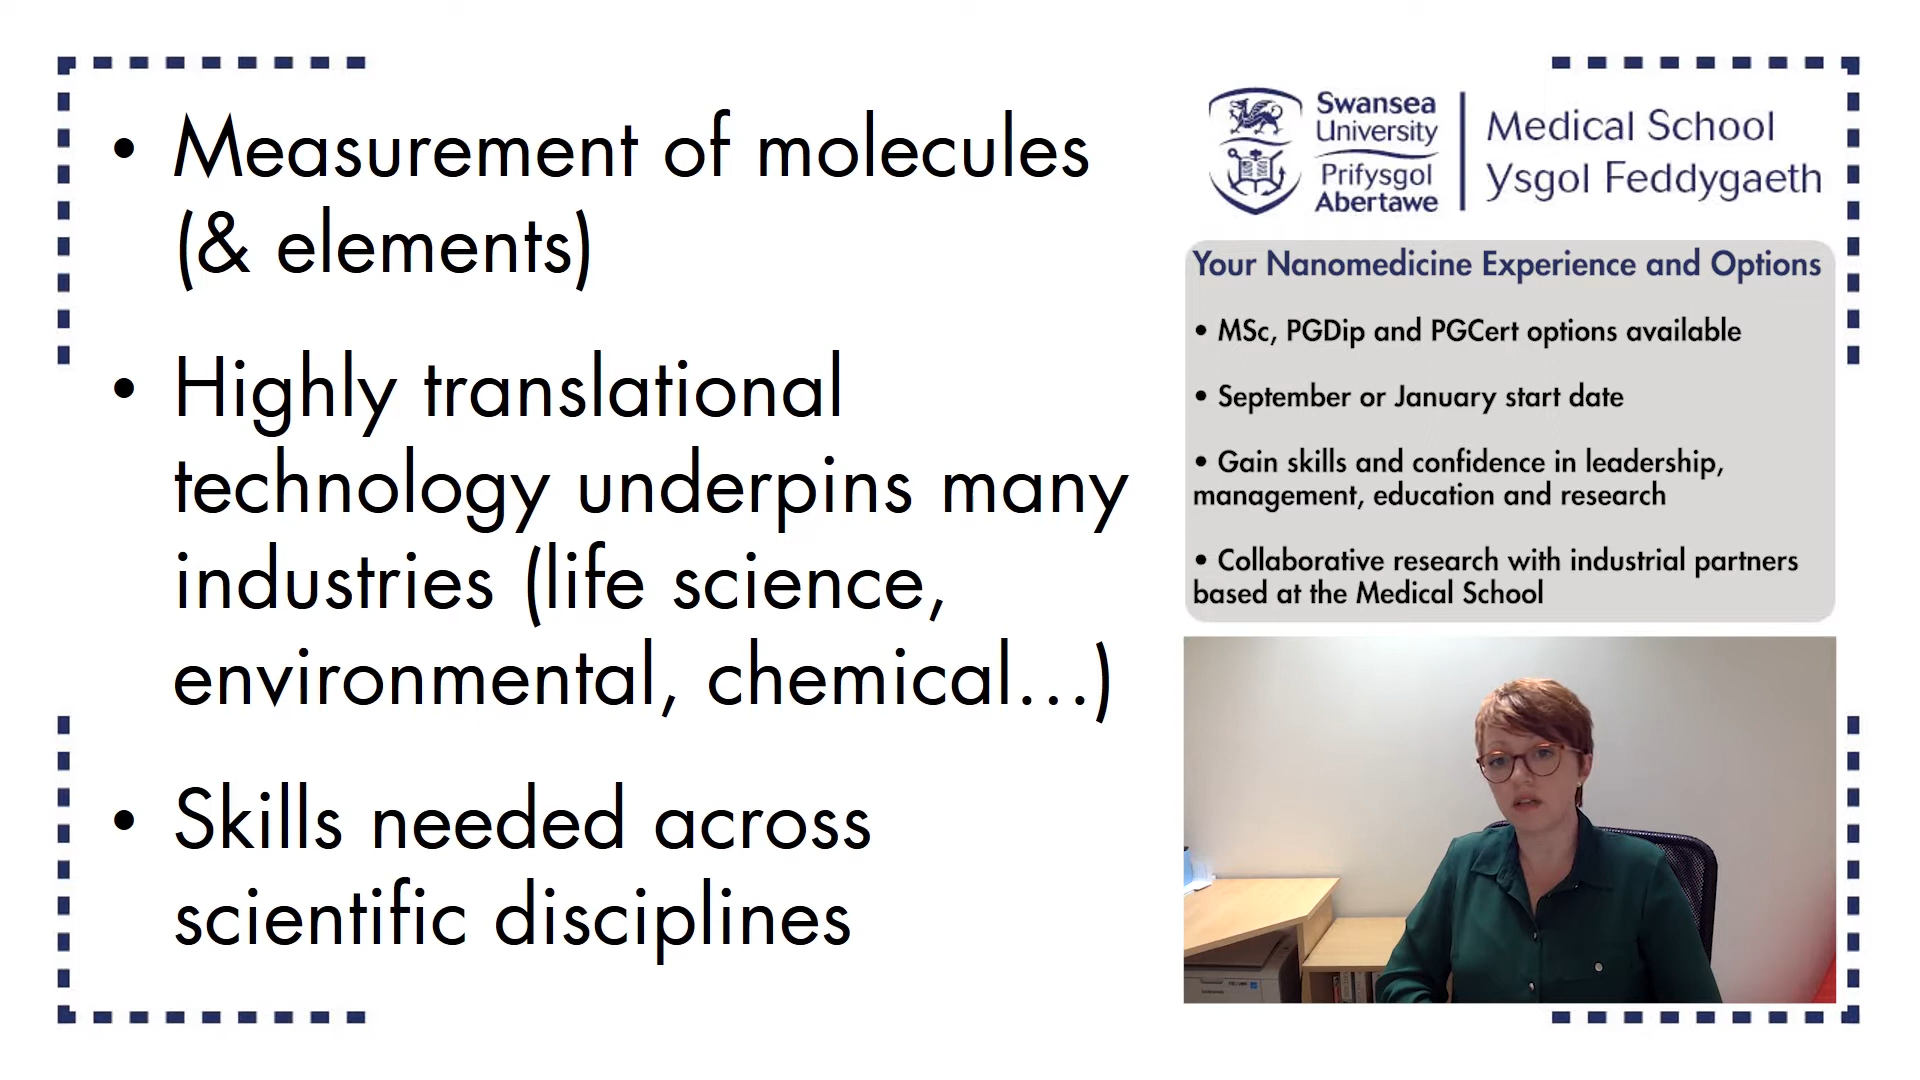 • Measurement of molecules
(& elements)
• Highly translational
technology underpins many
industries (life science,
environmental, chemical…)
• Skills needed across
scientific disciplines
Swansea
University
Prifysgol
Abertawe
Medical School
Ysgol Feddygaeth
Your Nanomedicine Experience and Options
• MSc, PGDip and PGCert options available
• September or January start date
• Gain skills and confidence in leadership,
management, education and research
• Collaborative research with industrial partners
based at the Medical School